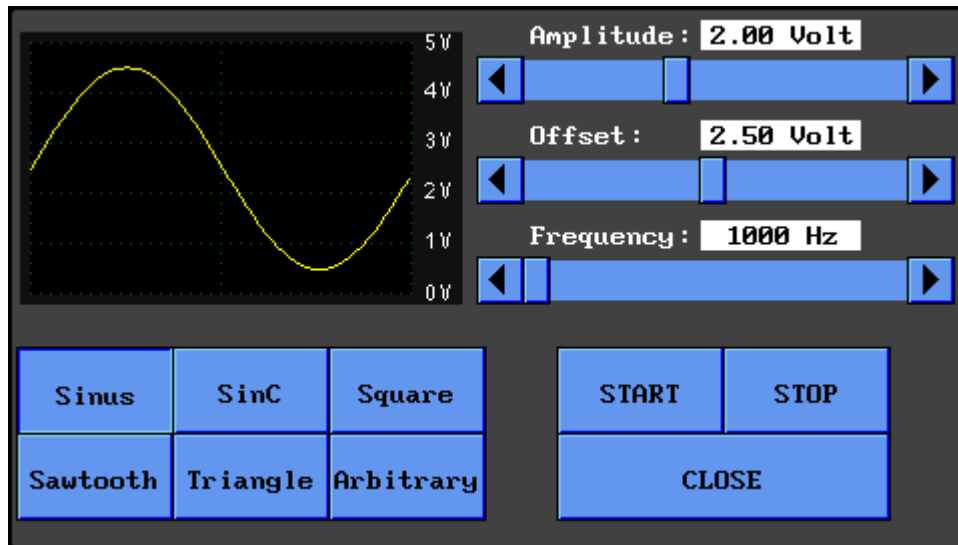 5V
4V
3V
2V
1V
0V
Amplitude: 2.00 Volt
Offset: 2.50 Volt
Frequency: 1000 Hz
Sinus SinC Square
Sawtooth Triangle Arbitrary
START STOP
CLOSE